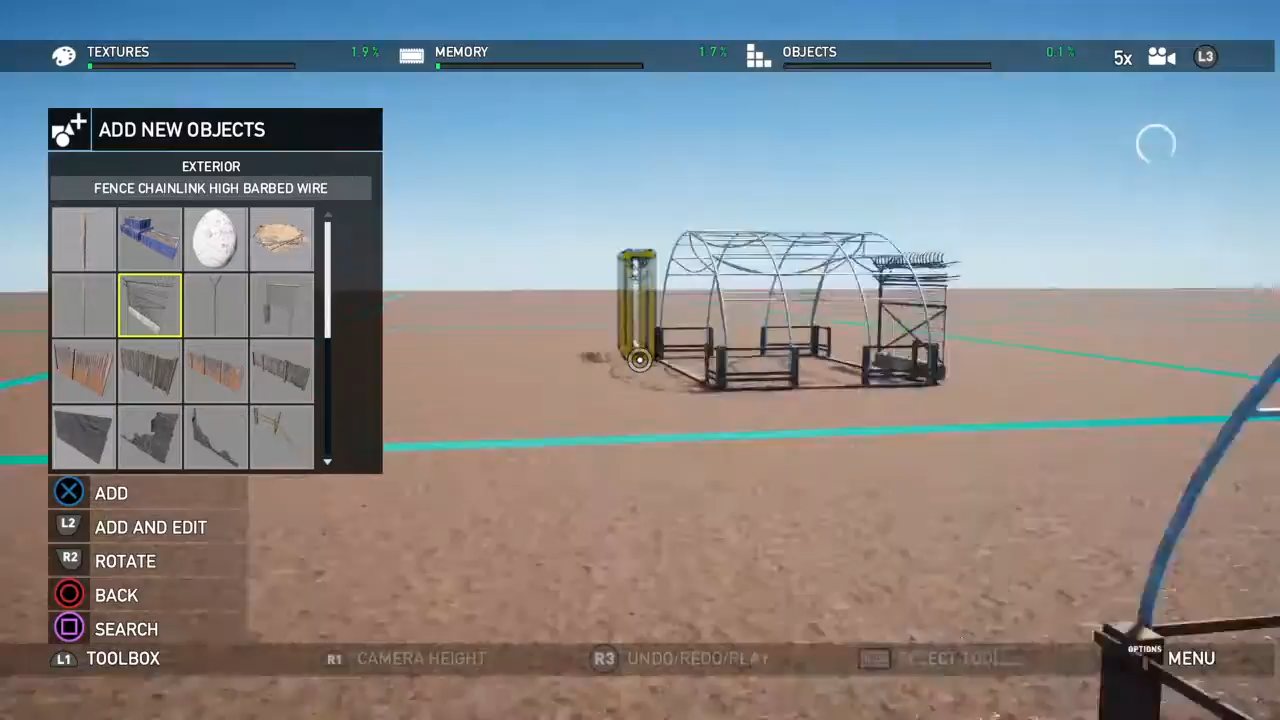 TEXTURES 1.9% MEMORY 1.7% OBJECTS 0.1% 5x L3
ADD NEW OBJECTS
EXTERIOR
FENCE CHAINLINK HIGH BARBED WIRE
ADD
L2 ADD AND EDIT
R2 ROTATE
BACK
SEARCH
L1 TOOLBOX R1 CAMERA HEIGHT R3 UNDO/REDO/PLAY OPTIONS MENU